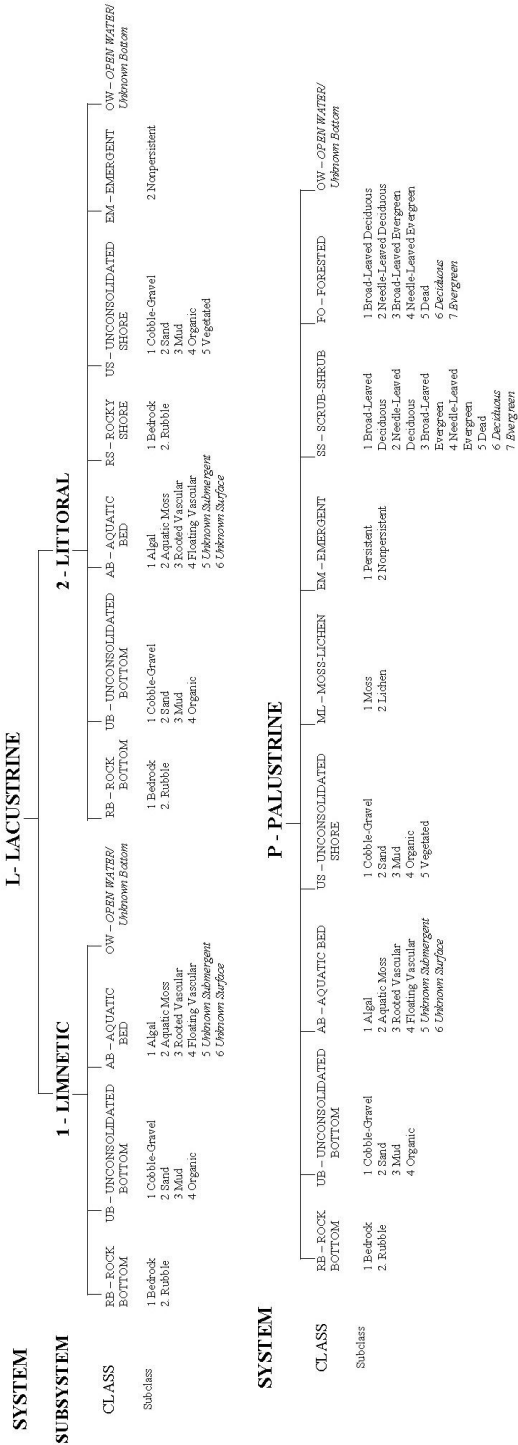 SYSTEM
L- LACUSTRINE
SUBSYSTEM
1 - LIMNETIC
2 - LITTORAL
CLASS
RB – ROCK
BOTTOM
UB – UNCONSOLIDATED
BOTTOM
AB – AQUATIC
BED
OW – OPEN WATER/
Unknown Bottom
RB – ROCK
BOTTOM
UB – UNCONSOLIDATED
BOTTOM
AB – AQUATIC
BED
RS – ROCKY
SHORE
US – UNCONSOLIDATED
SHORE
EM – EMERGENT
OW – OPEN WATER/
Unknown Bottom
Subclass
1 Bedrock
2. Rubble
1 Cobble-Gravel
2 Sand
3 Mud
4 Organic
1 Algal
2 Aquatic Moss
3 Rooted Vascular
4 Floating Vascular
5 Unknown Submergent
6 Unknown Surface
1 Bedrock
2. Rubble
1 Cobble-Gravel
2 Sand
3 Mud
4 Organic
1 Algal
2 Aquatic Moss
3 Rooted Vascular
4 Floating Vascular
5 Unknown Submergent
6 Unknown Surface
1 Bedrock
2. Rubble
1 Cobble-Gravel
2 Sand
3 Mud
4 Organic
5 Vegetated
2 Nonpersistent
SYSTEM
P - PALUSTRINE
CLASS
RB – ROCK
BOTTOM
UB – UNCONSOLIDATED
BOTTOM
AB – AQUATIC BED
US – UNCONSOLIDATED
SHORE
ML – MOSS-LICHEN
EM – EMERGENT
SS – SCRUB-SHRUB
FO – FORESTED
OW – OPEN WATER/
Unknown Bottom
Subclass
1 Bedrock
2. Rubble
1 Cobble-Gravel
2 Sand
3 Mud
4 Organic
1 Algal
2 Aquatic Moss
3 Rooted Vascular
4 Floating Vascular
5 Unknown Submergent
6 Unknown Surface
1 Cobble-Gravel
2 Sand
3 Mud
4 Organic
5 Vegetated
1 Moss
2 Lichen
1 Persistent
2 Nonpersistent
1 Broad-Leaved
Deciduous
2 Needle-Leaved
Deciduous
3 Broad-Leaved
Evergreen
4 Needle-Leaved
Evergreen
5 Dead
6 Deciduous
7 Evergreen
1 Broad-Leaved Deciduous
2 Needle-Leaved Deciduous
3 Broad-Leaved Evergreen
4 Needle-Leaved Evergreen
5 Dead
6 Deciduous
7 Evergreen